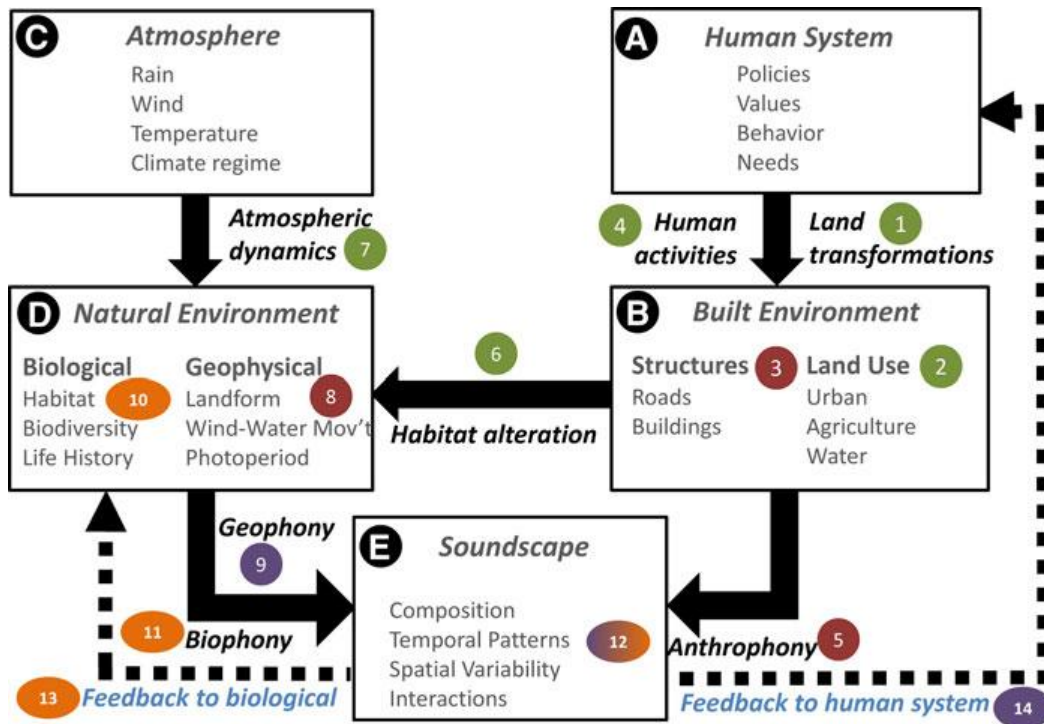 C Atmosphere
Rain
Wind
Temperature
Climate regime
A Human System
Policies
Values
Behavior
Needs
Atmospheric
dynamics 7
4 Human
activities
Land 1
transformations
D Natural Environment
Biological
Habitat 10
Biodiversity
Life History
Geophysical
Landform 8
Wind-Water Mov't
Photoperiod
6
Habitat alteration
B Built Environment
Structures 3
Roads
Buildings
Land Use 2
Urban
Agriculture
Water
Geophony
9
11 Biophony
E Soundscape
Composition
Temporal Patterns 12
Spatial Variability
Interactions
Anthrophony 5
13 Feedback to biological
Feedback to human system 14